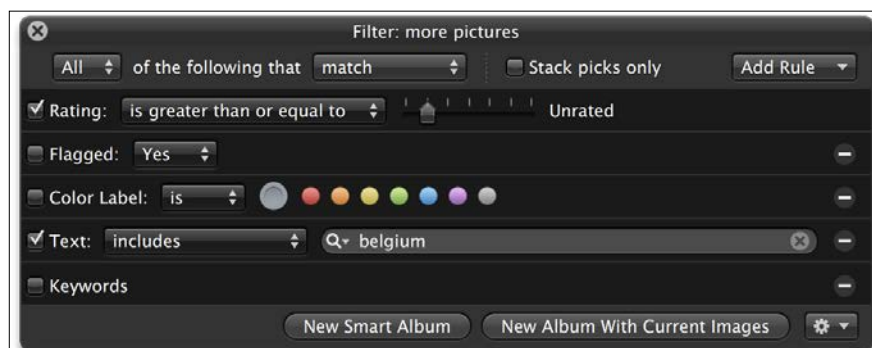 Filter: more pictures
All of the following that match Stack picks only Add Rule
Rating: is greater than or equal to Unrated
Flagged: Yes
Color Label: is
Text: includes belgium
Keywords
New Smart Album New Album With Current Images